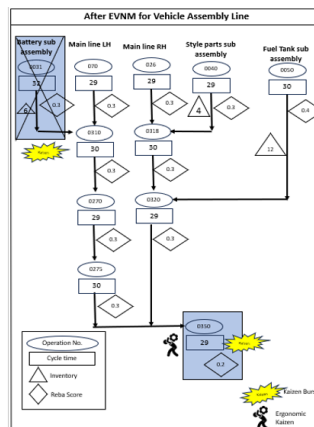 After EVNM for Vehicle Assembly Line
Battery sub assembly
Main line LH
Main line RH
Style parts sub assembly
Fuel Tank sub assembly
0031
070
026
0040
0050
32
29
29
29
30
6
0.3
0.3
0.3
4
0.3
0.4
0310
0318
30
30
12
0.3
0.3
0270
0320
29
29
0.3
0.3
0275
30
0.3
0350
29
0.2
Operation No.
Cycle time
Inventory
Reba Score
Kaizen Burst
Ergonomic
Kaizen